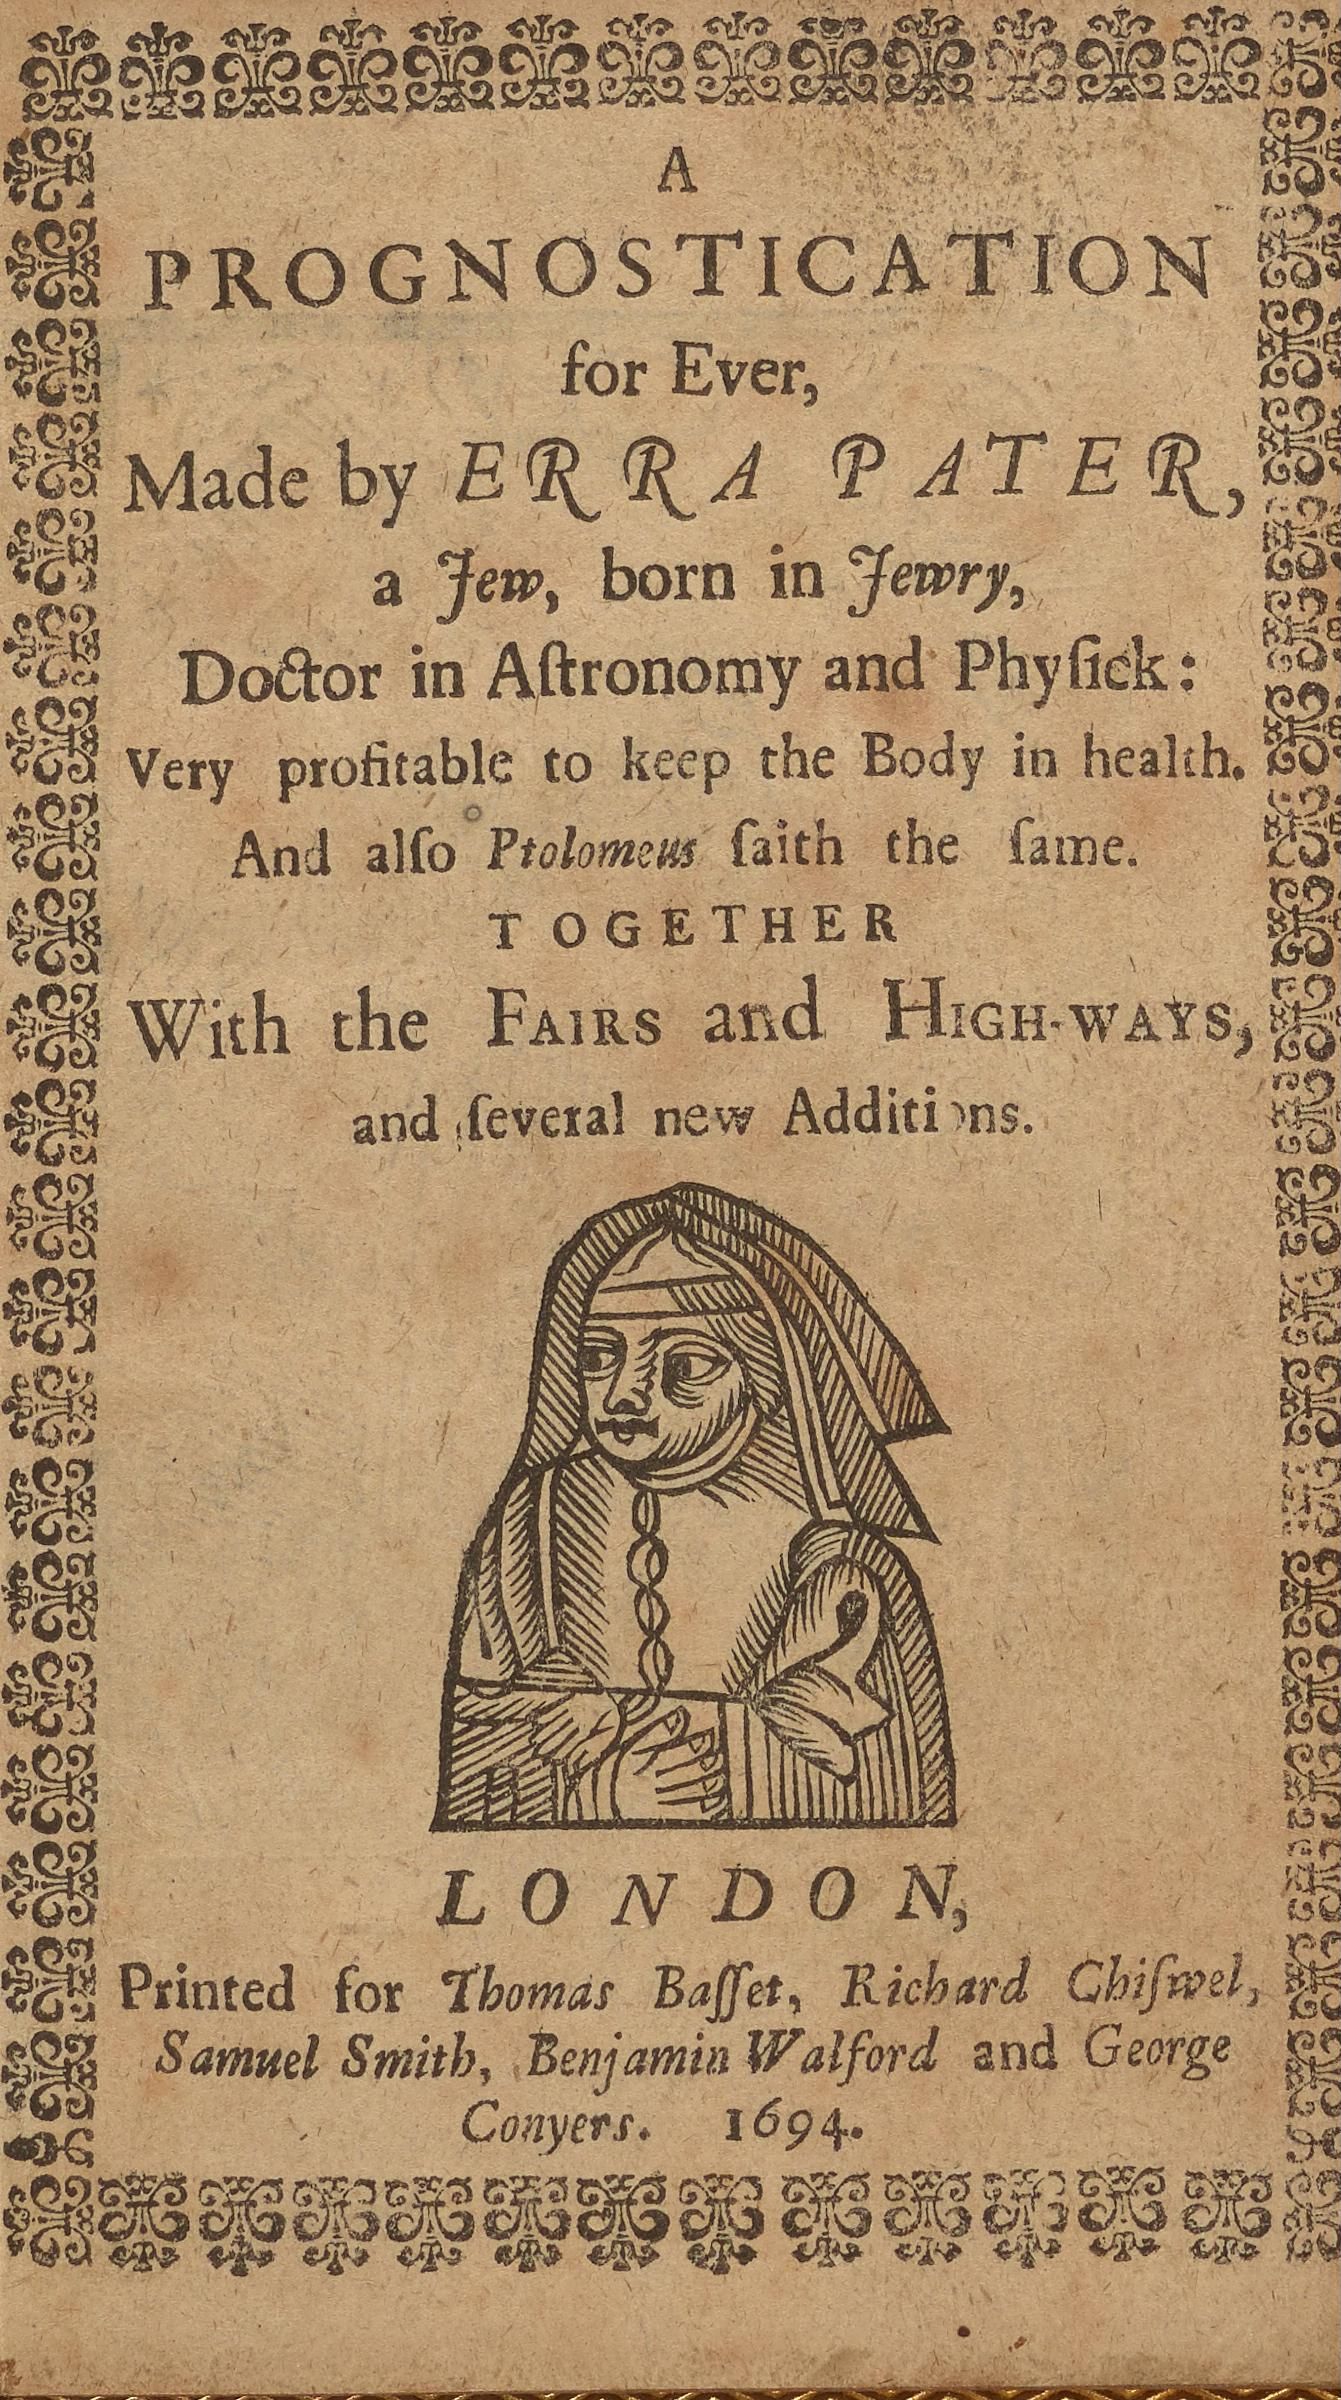 A
PROGNOSTICATION
for Ever,
Made by ERRA PATER,
a Jew, born in Jewry,
Doctor in Aſtronomy and Phyſick:
Very profitable to keep the Body in health.
And alſo Ptolomeus ſaith the ſame.
TOGETHER
With the FAIRS and HIGH-WAYS,
and ſeveral new Additions.
LONDON,
Printed for Thomas Baſſet, Richard Chiſwel,
Samuel Smith, Benjamin Walford and George
Conyers. 1694.